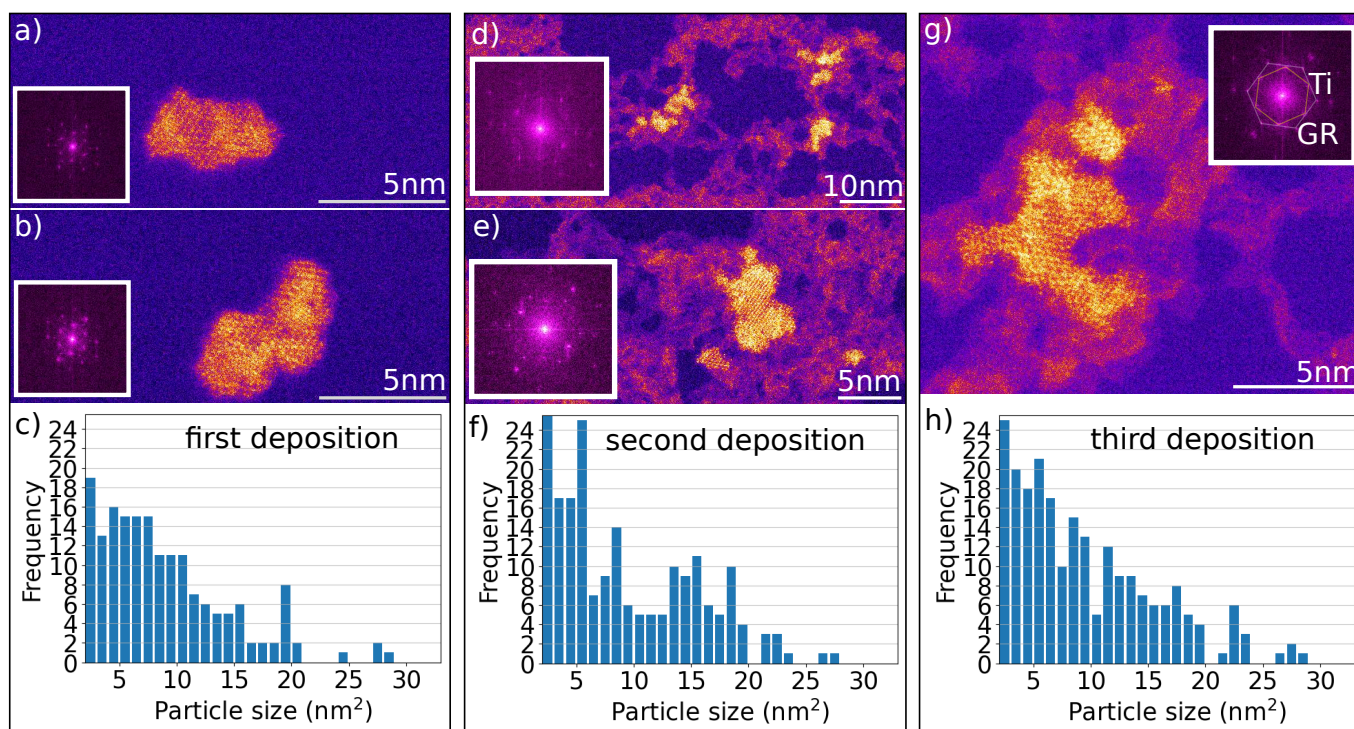 a)
5nm
b)
5nm
c)
first deposition
Frequency
24
22
20
18
16
14
12
10
8
6
4
2
0
5 10 15 20 25 30
Particle size (nm²)
d)
10nm
e)
5nm
f)
second deposition
Frequency
24
22
20
18
16
14
12
10
8
6
4
2
0
5 10 15 20 25 30
Particle size (nm²)
g)
Ti
GR
5nm
h)
third deposition
Frequency
24
22
20
18
16
14
12
10
8
6
4
2
0
5 10 15 20 25 30
Particle size (nm²)